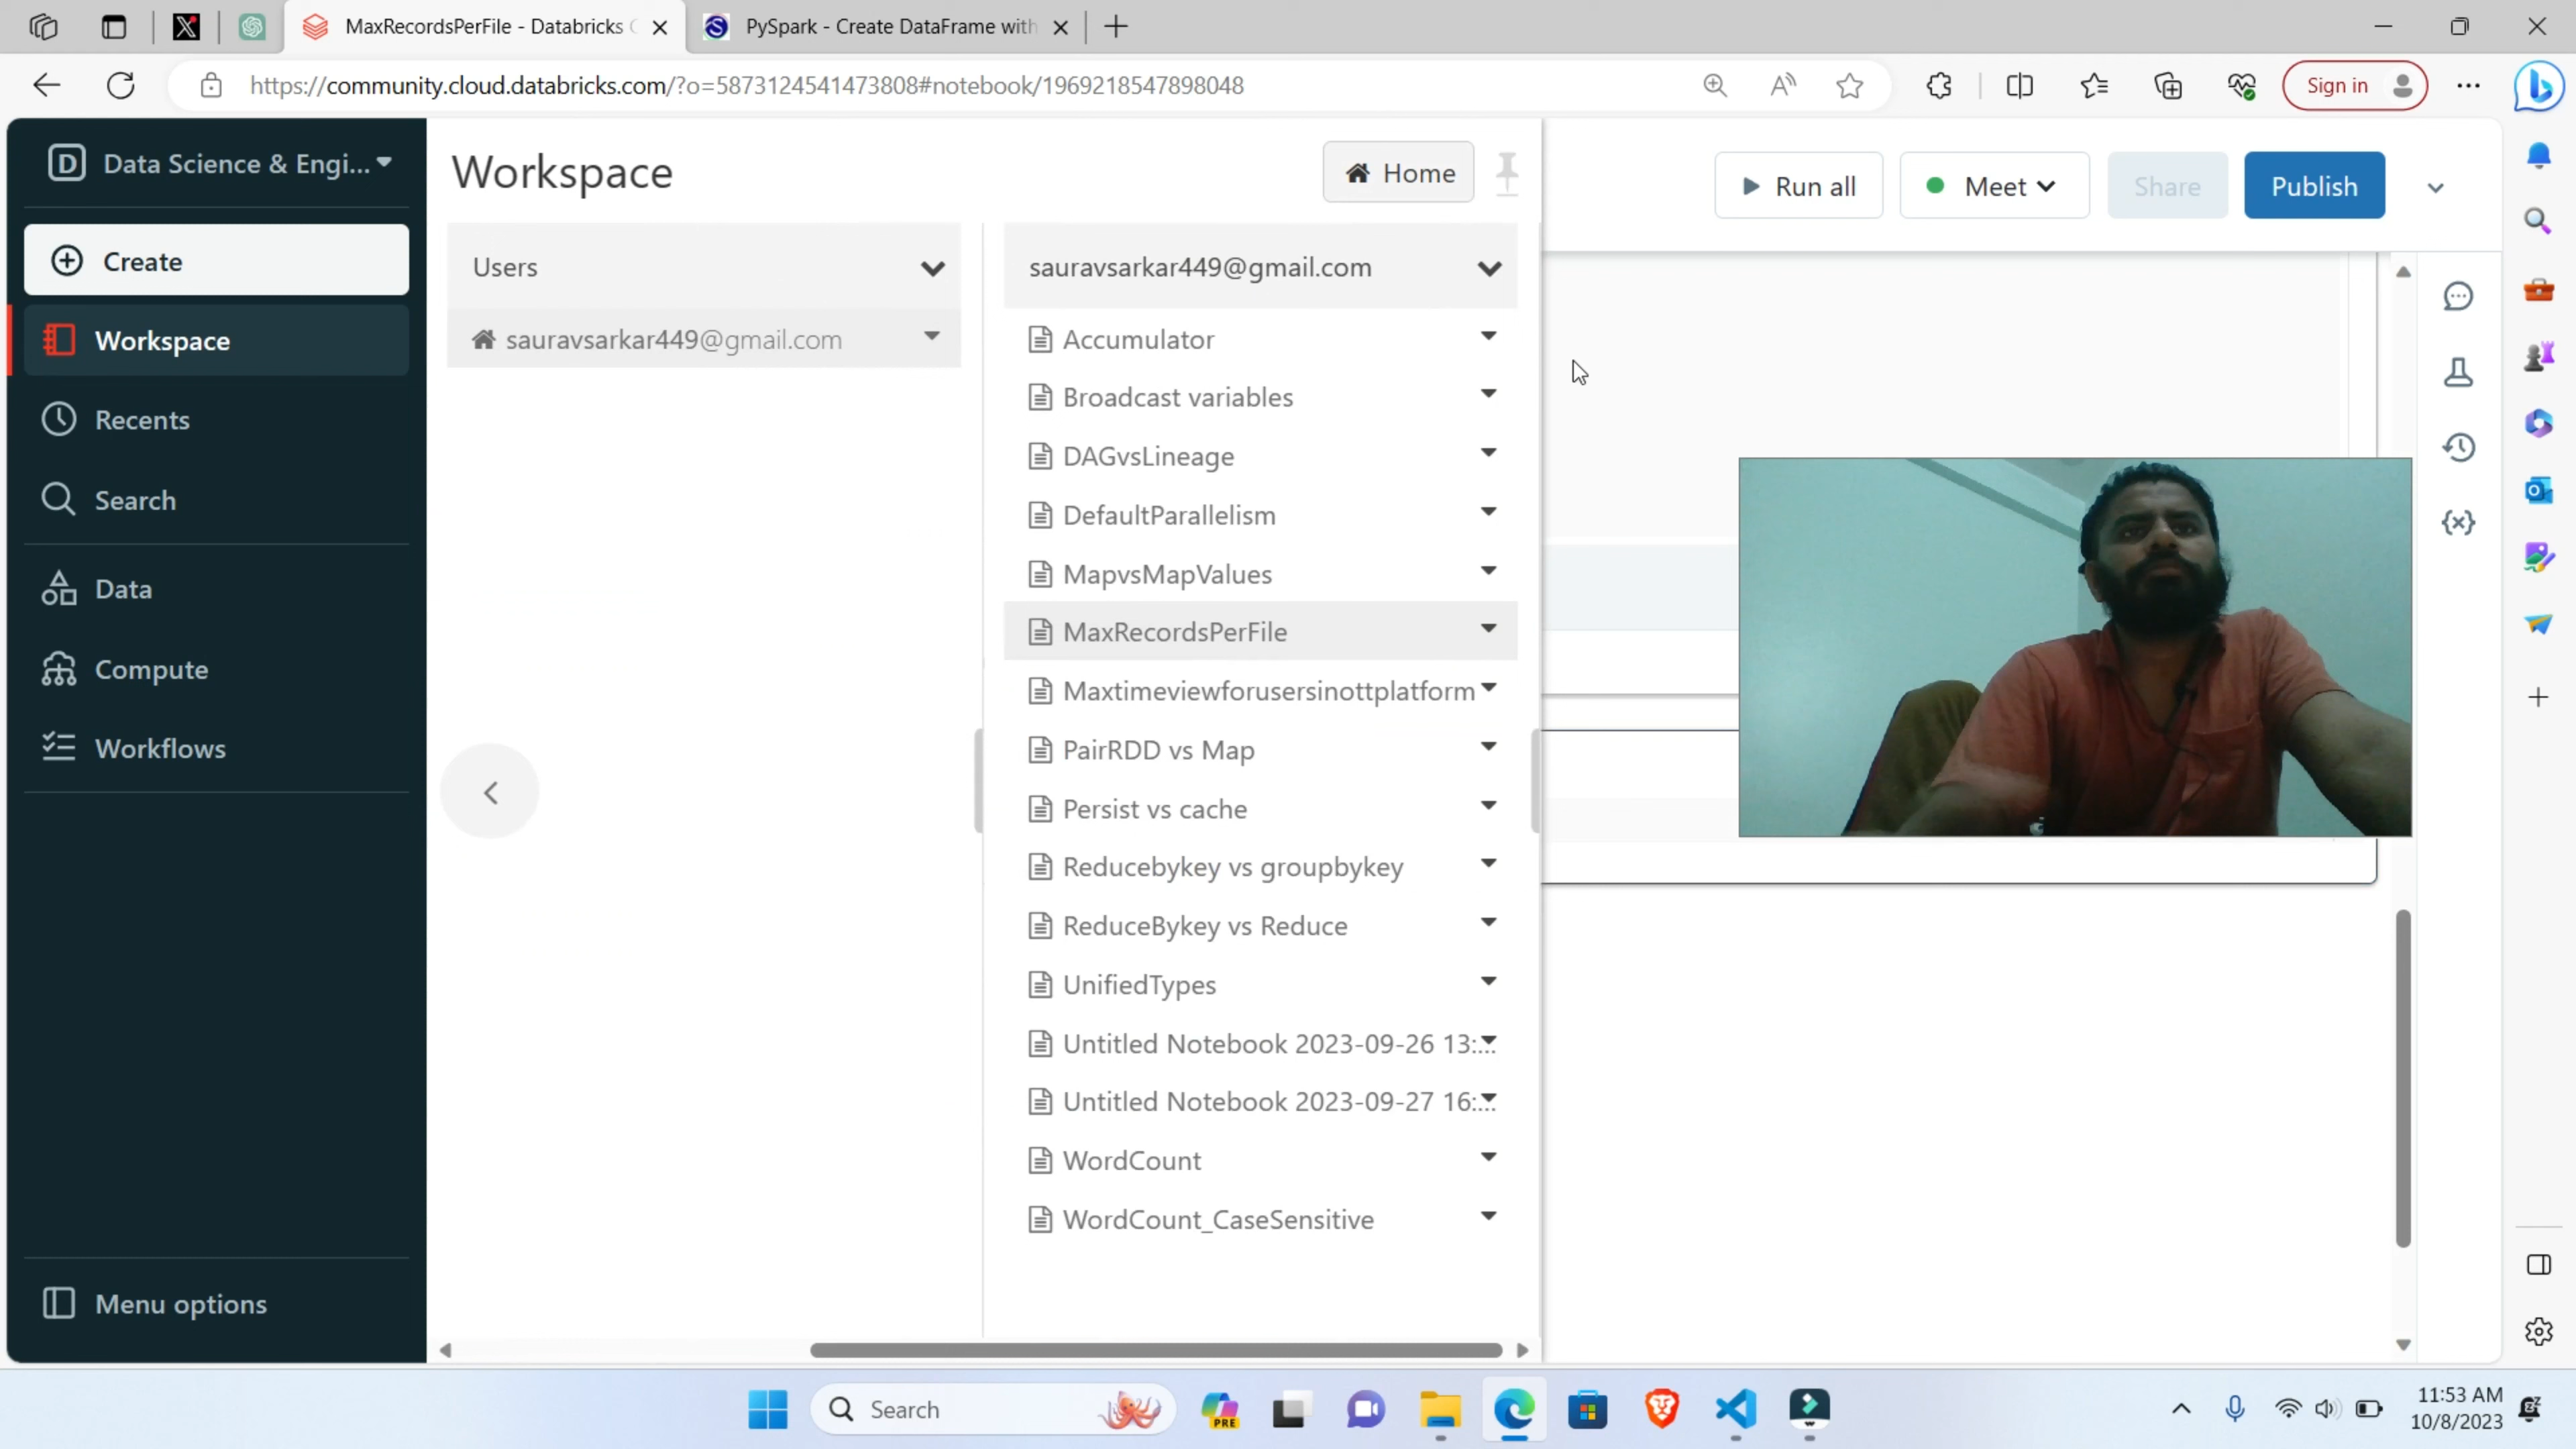 MaxRecordsPerFile - Databricks C
PySpark - Create DataFrame with
https://community.cloud.databricks.com/?o=5873124541473808#notebook/1969218547898048
Sign in
Data Science & Engi...
Create
Workspace
Recents
Search
Data
Compute
Workflows
Menu options
Workspace
Home
Users
sauravsarkar449@gmail.com
sauravsarkar449@gmail.com
Accumulator
Broadcast variables
DAGvsLineage
DefaultParallelism
MapvsMapValues
MaxRecordsPerFile
Maxtimeviewforusersinottplatform
PairRDD vs Map
Persist vs cache
Reducebykey vs groupbykey
ReduceBykey vs Reduce
UnifiedTypes
Untitled Notebook 2023-09-26 13:...
Untitled Notebook 2023-09-27 16:...
WordCount
WordCount_CaseSensitive
Run all
Meet
Share
Publish
Search
PRE
11:53 AM
10/8/2023